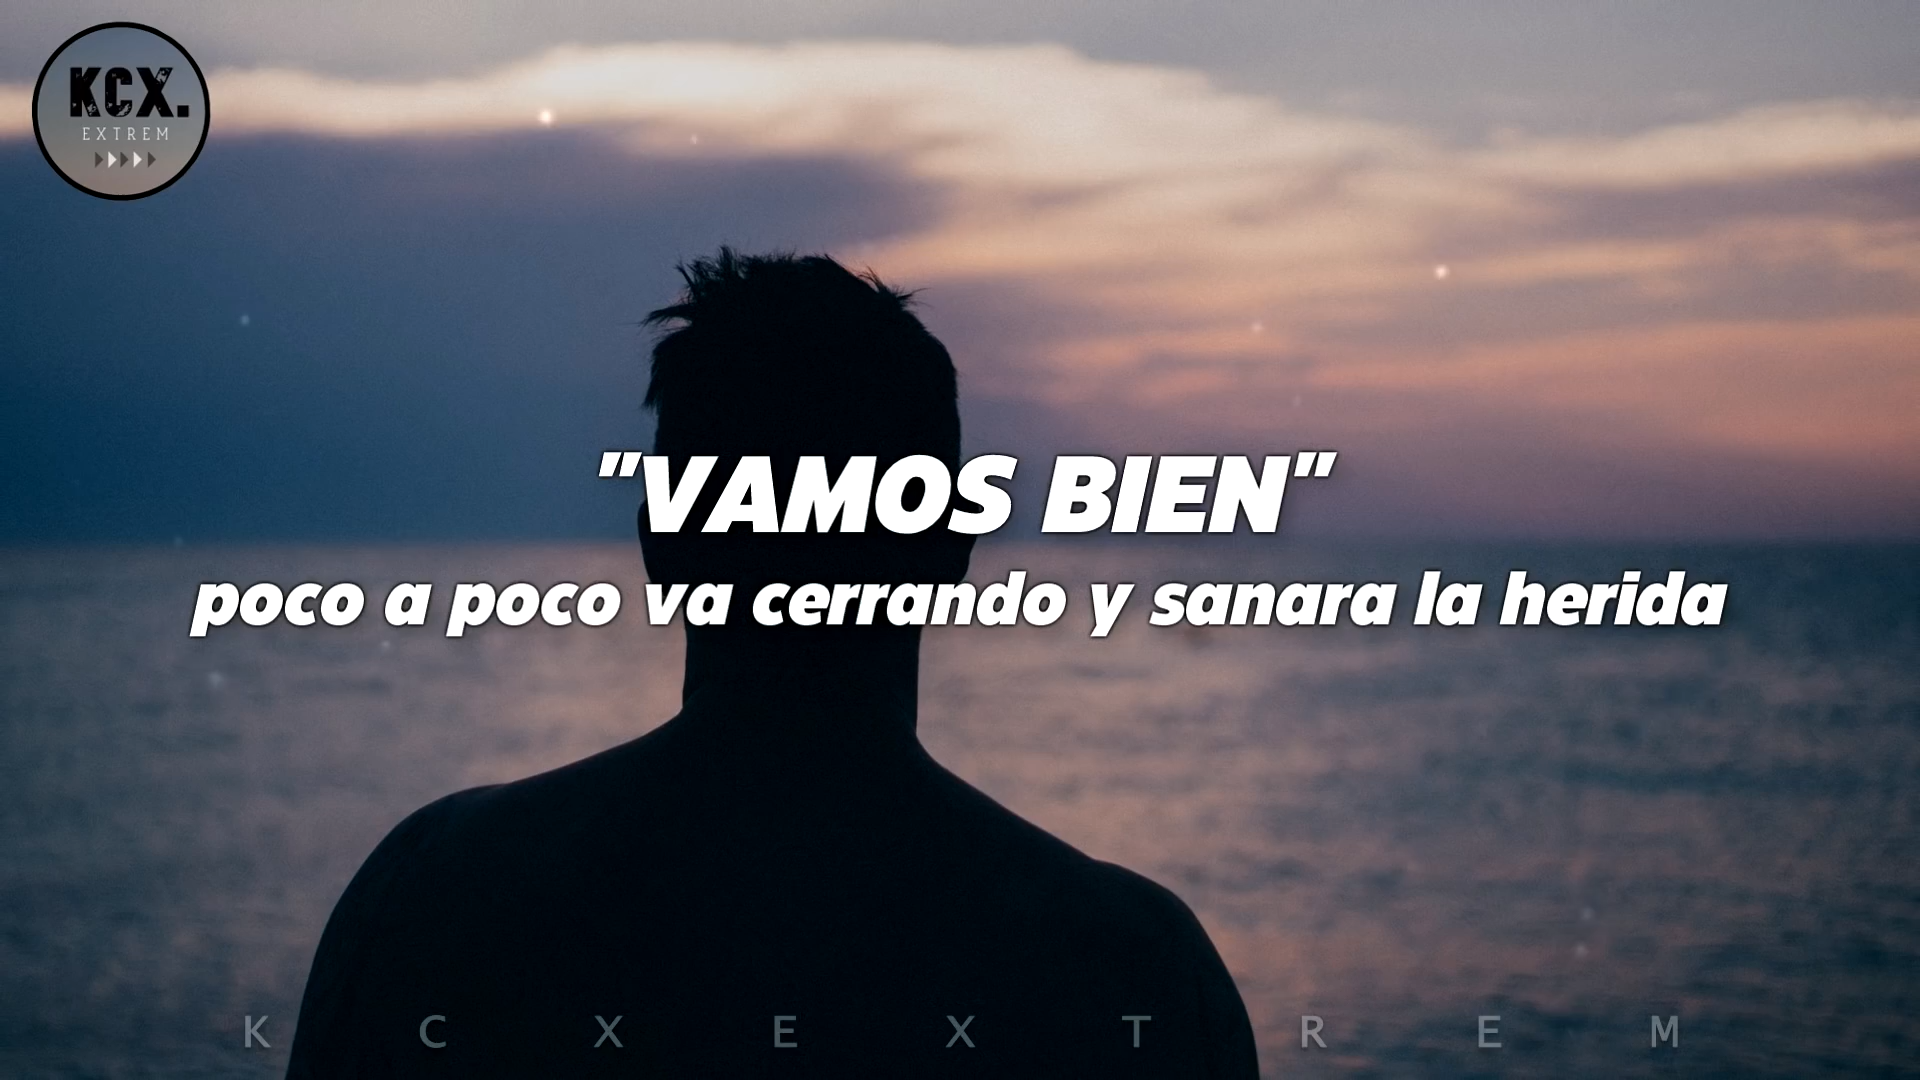 KCX.
EXTREM
"VAMOS BIEN"
poco a poco va cerrando y sanara la herida
K C X E X T R E M